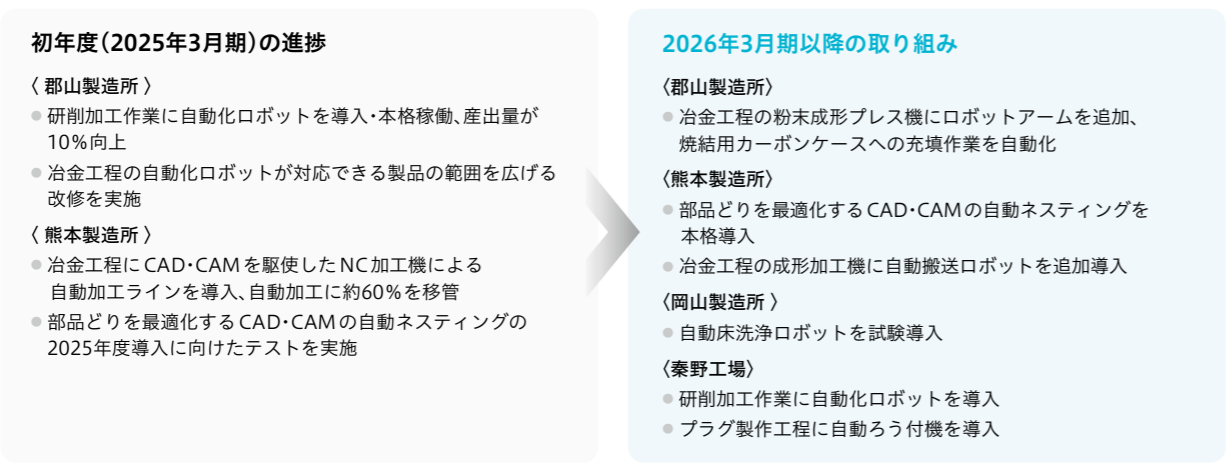 初年度（2025年3月期）の進捗
〈 郡山製造所 〉
● 研削加工作業に自動化ロボットを導入・本格稼働、産出量が
10％向上
● 冶金工程の自動化ロボットが対応できる製品の範囲を広げる
改修を実施
〈 熊本製造所 〉
● 冶金工程にCAD・CAMを駆使したNC加工機による
自動加工ラインを導入、自動加工に約60％を移管
● 部品どりを最適化するCAD・CAMの自動ネスティングの
2025年度導入に向けたテストを実施
2026年3月期以降の取り組み
〈郡山製造所〉
● 冶金工程の粉末成形プレス機にロボットアームを追加、
焼結用カーボンケースへの充填作業を自動化
〈熊本製造所〉
● 部品どりを最適化するCAD・CAMの自動ネスティングを
本格導入
● 冶金工程の成形加工機に自動搬送ロボットを追加導入
〈岡山製造所 〉
● 自動床洗浄ロボットを試験導入
〈秦野工場〉
● 研削加工作業に自動化ロボットを導入
● プラグ製作工程に自動ろう付機を導入